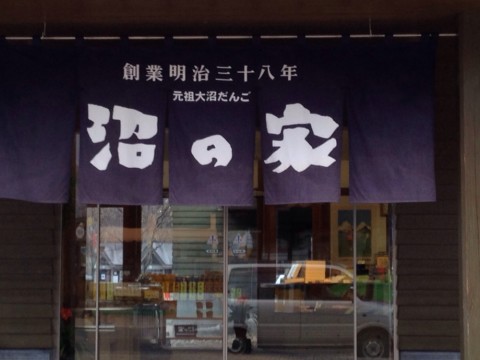 創業明治三十八年
元祖大沼だんご
沼の家